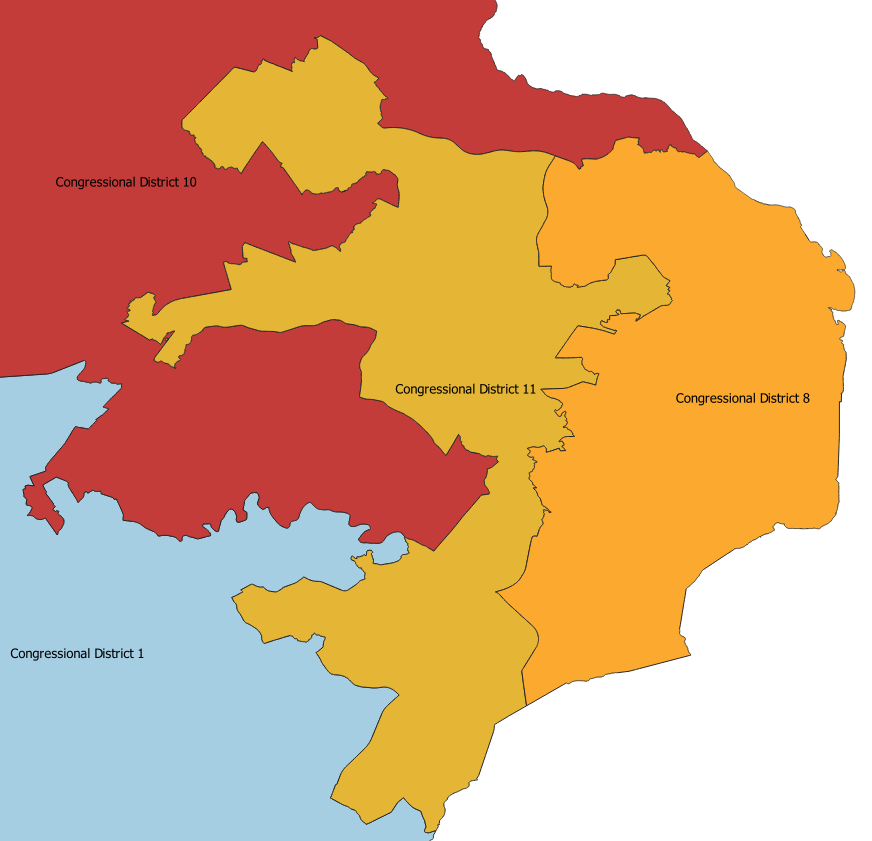 Congressional District 10
Congressional District 11
Congressional District 8
Congressional District 1